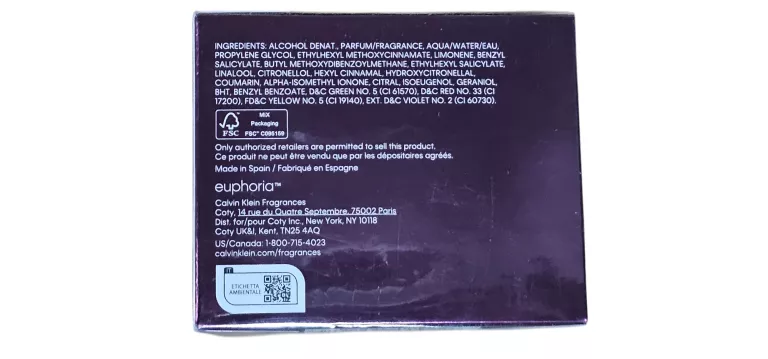 INGREDIENTS: ALCOHOL DENAT., PARFUM/FRAGRANCE, AQUA/WATER/EAU,
PROPYLENE GLYCOL, ETHYLHEXYL METHOXYCINNAMATE, LIMONENE, BENZYL
SALICYLATE, BUTYL METHOXYDIBENZOYLMETHANE, ETHYLHEXYL SALICYLATE,
LINALOOL, CITRONELLOL, HEXYL CINNAMAL, HYDROXYCITRONELLAL,
COUMARIN, ALPHA-ISOMETHYL IONONE, CITRAL, ISOEUGENOL, GERANIOL,
BHT, BENZYL BENZOATE, D&C GREEN NO. 5 (CI 61570), D&C RED NO. 33 (CI
17200), FD&C YELLOW NO. 5 (CI 19140), EXT. D&C VIOLET NO. 2 (CI 60730).
MIX
Packaging
FSC
FSC® C095159
Only authorized retailers are permitted to sell this product.
Ce produit ne peut être vendu que par les dépositaires agréés.
Made in Spain / Fabriqué en Espagne
euphoria™
Calvin Klein Fragrances
Coty, 14 rue du Quatre Septembre, 75002 Paris
Dist. for/pour Coty Inc., New York, NY 10118
Coty UK&I, Kent, TN25 4AQ
US/Canada: 1-800-715-4023
calvinklein.com/fragrances
IT
ETICHETTA
AMBIENTALE